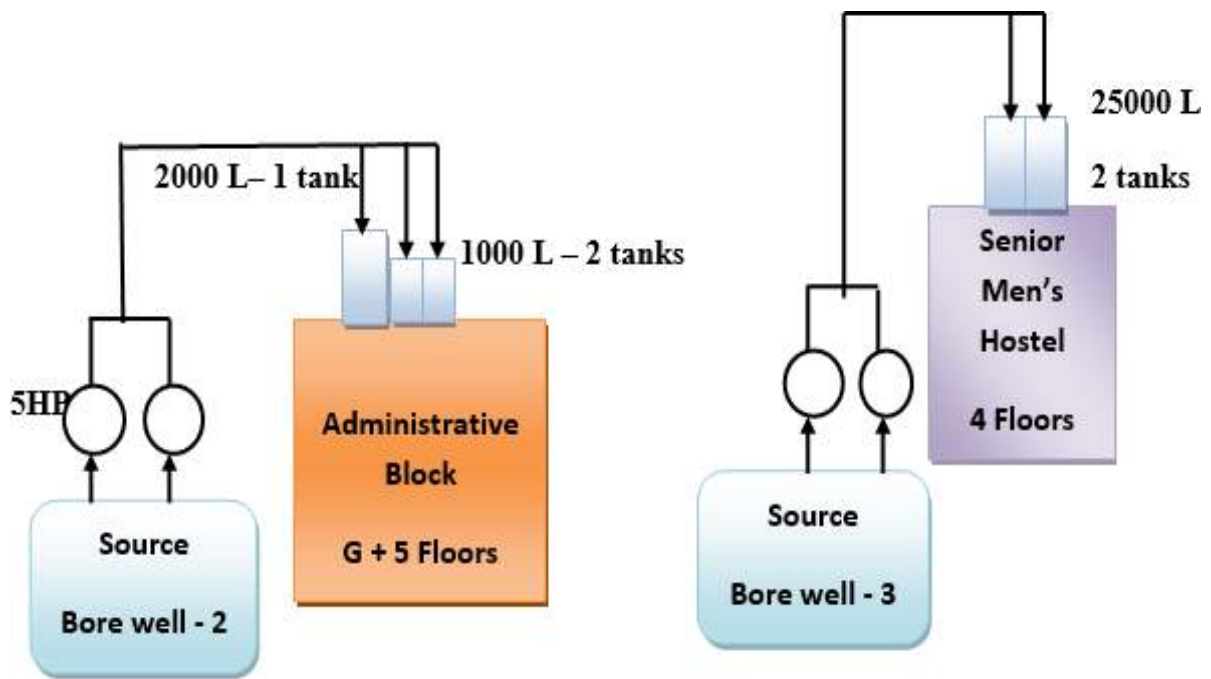 2000 L– 1 tank
1000 L – 2 tanks
5HP
Administrative
Block
G + 5 Floors
Source
Bore well - 2
25000 L
2 tanks
Senior
Men’s
Hostel
4 Floors
Source
Bore well - 3